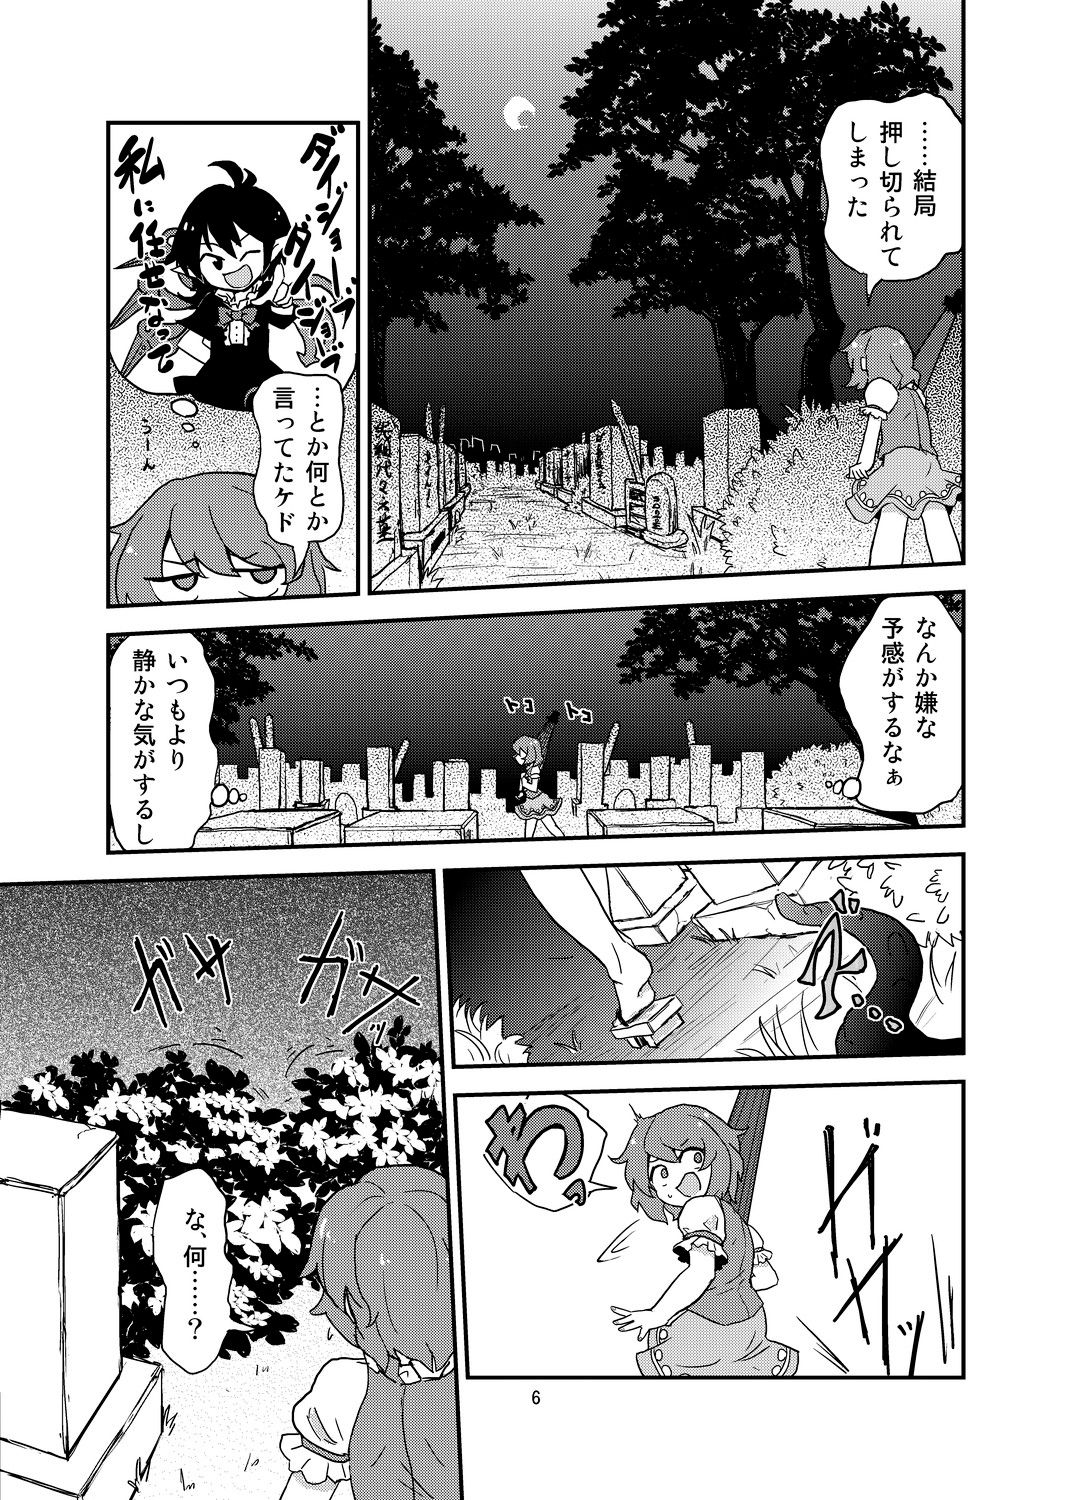 ……結局
押し切られて
しまった
ダイジョーブ
ダイジョーブ
私に任せなって
…とか何とか
言ってたケド
うーん
なんか嫌な
予感がするなぁ
トコ
トコ
いつもより
静かな気がするし
ズ…
ガサガサッ
わっ
ガサ
ガサッ
な、何……？
6